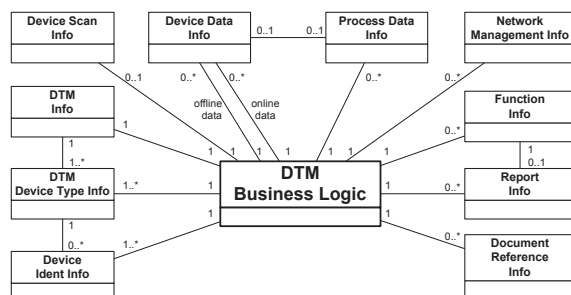 Device Scan
Info
Device Data
Info
0..1
0..1
Process Data
Info
Network
Management Info
0..1
0..*
0..*
0..*
0..*
offline
data
online
data
DTM
Info
1
Function
Info
0..*
1
1..*
1
1
1
1
1
1
1
1
0..1
DTM
Device Type Info
1..*
1
DTM
Business Logic
1
0..*
Report
Info
1
0..*
1
1
Device
Ident Info
1..*
0..*
Document
Reference
Info